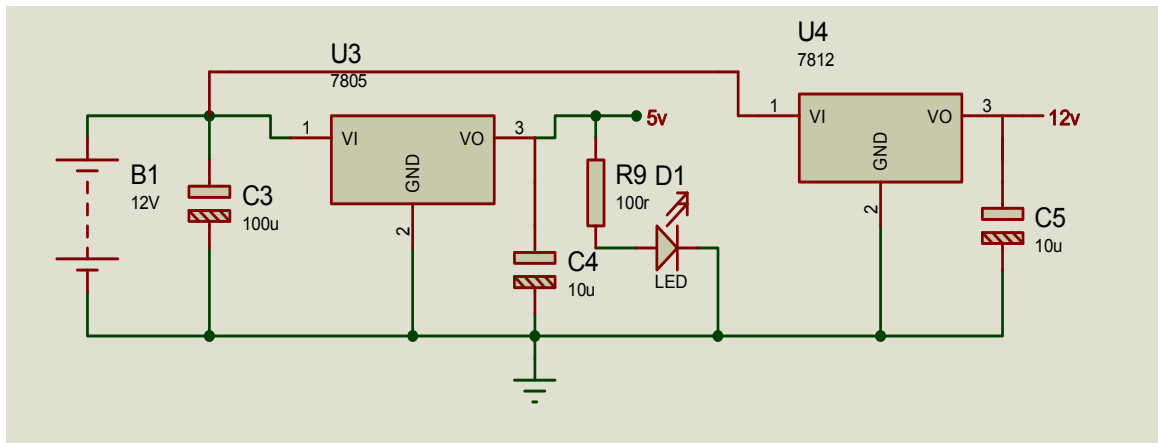 U3
7805
U4
7812
1
VI
VO
3
5v
GND
2
1
VI
VO
3
12v
GND
2
B1
12V
C3
100u
R9
100r
D1
LED
C4
10u
C5
10u